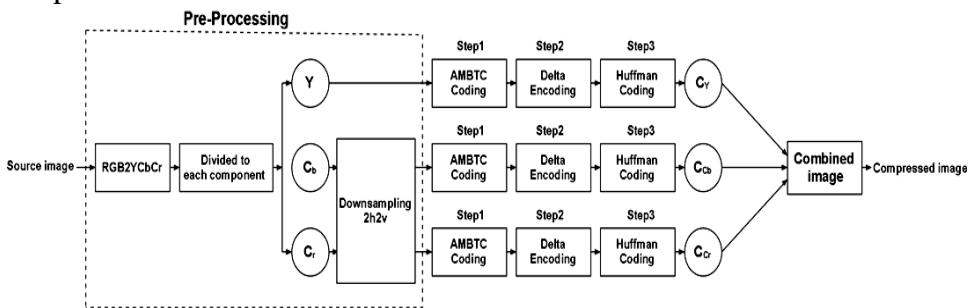 Pre-Processing
Source image
RGB2YCbCr
Divided to
each component
Y
Cb
Cr
Downsampling
2h2v
Step1
Step2
Step3
AMBTC
Coding
Delta
Encoding
Huffman
Coding
CY
Step1
Step2
Step3
AMBTC
Coding
Delta
Encoding
Huffman
Coding
CCb
Step1
Step2
Step3
AMBTC
Coding
Delta
Encoding
Huffman
Coding
CCr
Combined
image
Compressed image